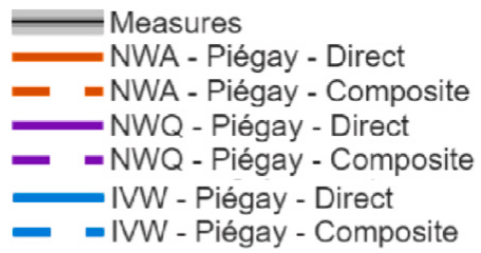 Measures
NWA - Piégay - Direct
NWA - Piégay - Composite
NWQ - Piégay - Direct
NWQ - Piégay - Composite
IVW - Piégay - Direct
IVW - Piégay - Composite